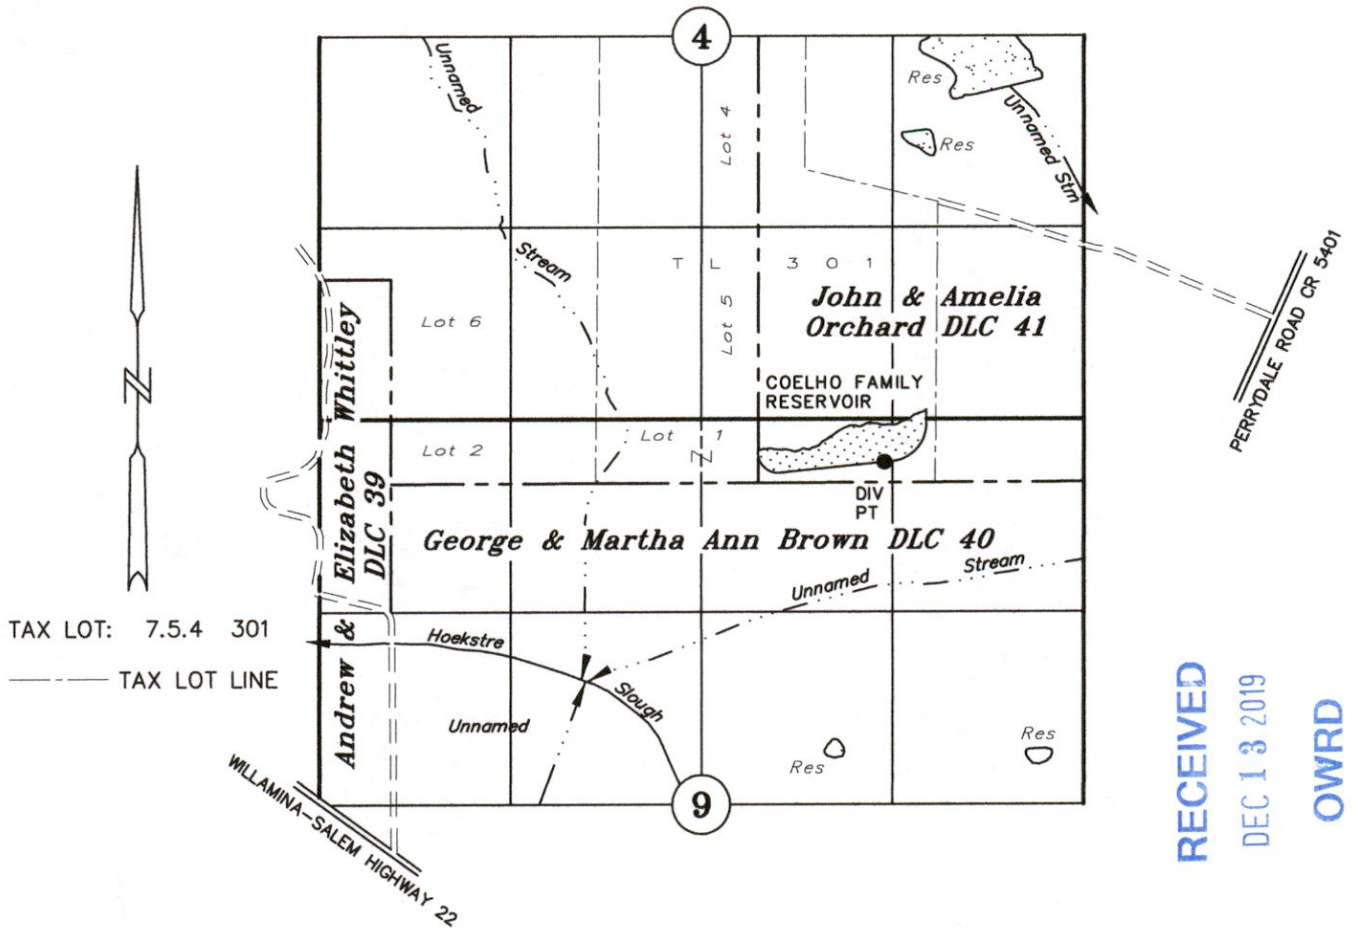 4
Unnamed
Stream
Lot 4
Res
Res
Unnamed Stm
T L 3 0 1
Lot 5
Lot 6
John & Amelia
Orchard DLC 41
PERRYDALE ROAD CR 5401
COELHO FAMILY
RESERVOIR
Lot 1
Lot 2
N
Andrew & Elizabeth Whittley
DLC 39
DIV
PT
George & Martha Ann Brown DLC 40
Unnamed Stream
TAX LOT: 7.5.4 301
TAX LOT LINE
Hoekstre
Slough
Unnamed
Res
Res
WILLAMINA-SALEM HIGHWAY 22
9
RECEIVED
DEC 13 2019
OWRD